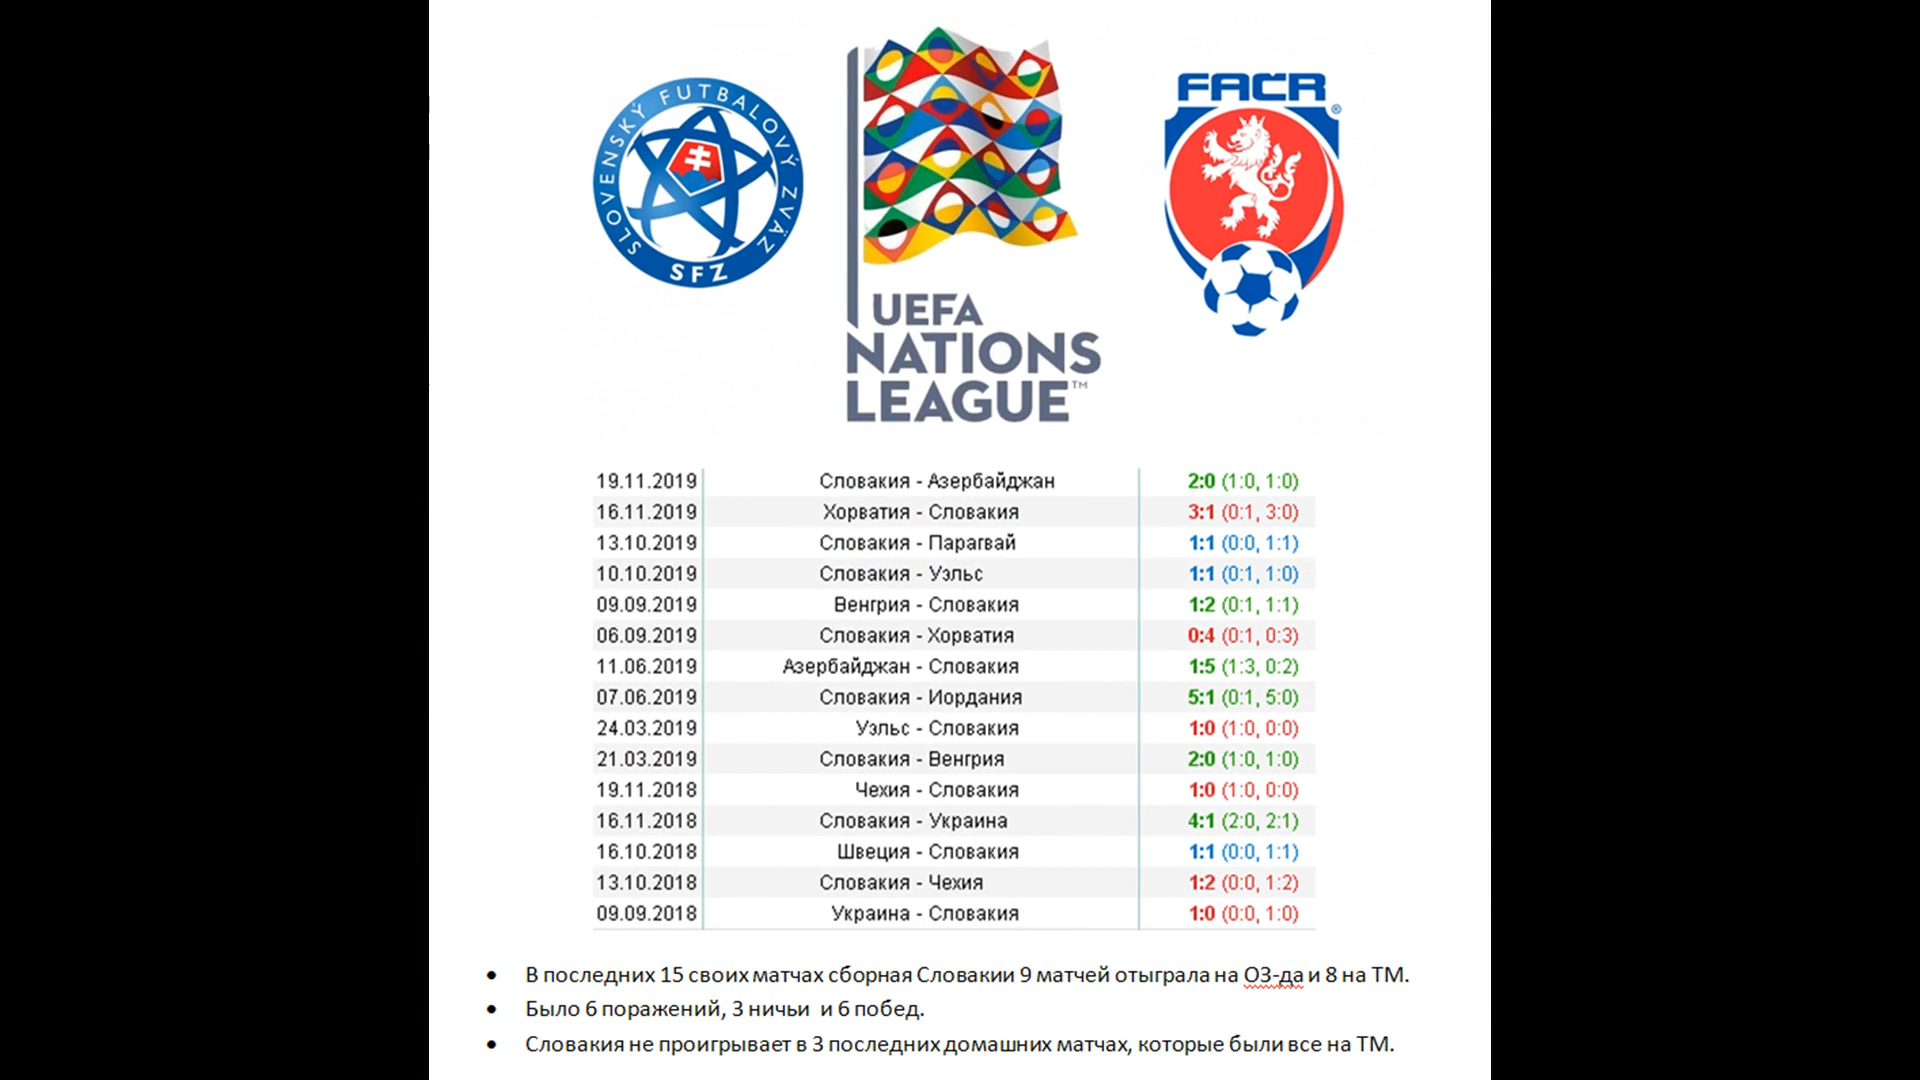 SLOVENSKÝ FUTBALOVÝ ZVÄZ
SFZ
FAČR
®
UEFA
NATIONS
LEAGUE™
19.11.2019 Словакия - Азербайджан 2:0 (1:0, 1:0)
16.11.2019 Хорватия - Словакия 3:1 (0:1, 3:0)
13.10.2019 Словакия - Парагвай 1:1 (0:0, 1:1)
10.10.2019 Словакия - Уэльс 1:1 (0:1, 1:0)
09.09.2019 Венгрия - Словакия 1:2 (0:1, 1:1)
06.09.2019 Словакия - Хорватия 0:4 (0:1, 0:3)
11.06.2019 Азербайджан - Словакия 1:5 (1:3, 0:2)
07.06.2019 Словакия - Иордания 5:1 (0:1, 5:0)
24.03.2019 Уэльс - Словакия 1:0 (1:0, 0:0)
21.03.2019 Словакия - Венгрия 2:0 (1:0, 1:0)
19.11.2018 Чехия - Словакия 1:0 (1:0, 0:0)
16.11.2018 Словакия - Украина 4:1 (2:0, 2:1)
16.10.2018 Швеция - Словакия 1:1 (0:0, 1:1)
13.10.2018 Словакия - Чехия 1:2 (0:0, 1:2)
09.09.2018 Украина - Словакия 1:0 (0:0, 1:0)
• В последних 15 своих матчах сборная Словакии 9 матчей отыграла на ОЗ-да и 8 на ТМ.
• Было 6 поражений, 3 ничьи и 6 побед.
• Словакия не проигрывает в 3 последних домашних матчах, которые были все на ТМ.